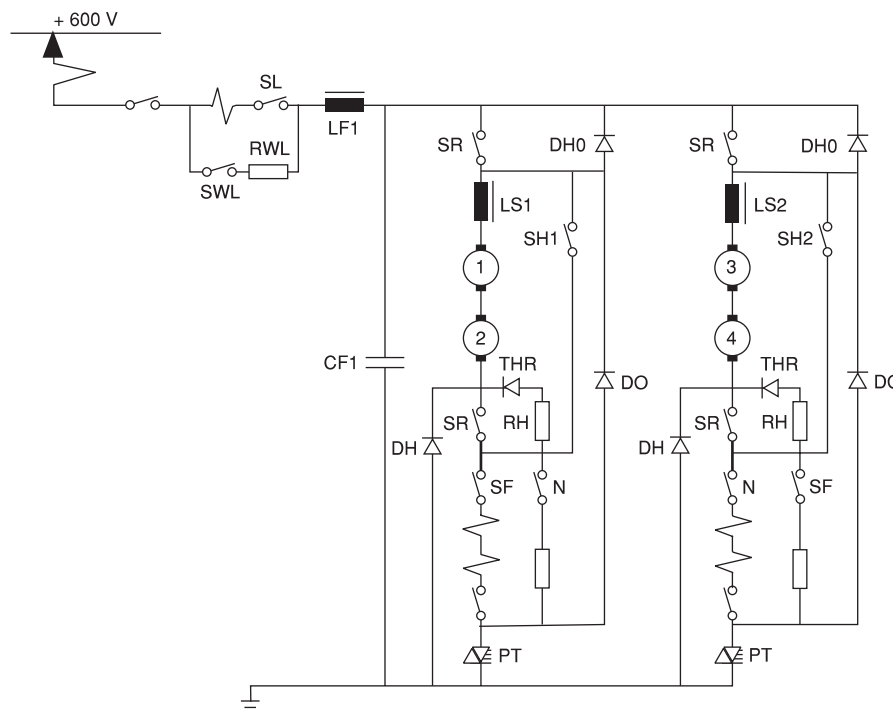 + 600 V
SL
LF1
RWL
SWL
SR
DH0
SR
DH0
LS1
SH1
LS2
SH2
1
3
2
4
CF1
THR
THR
DO
DO
SR
RH
SR
RH
DH
DH
SF
N
N
SF
PT
PT